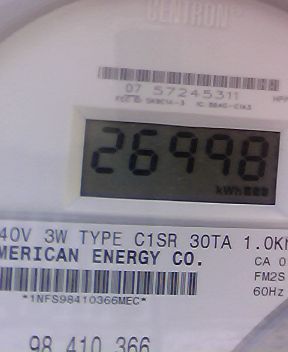 CENTRON®
07 57245311
26998
kWh
40V 3W TYPE C1SR 30TA 1.0Kh
MERICAN ENERGY CO.
CA 0
FM2S
60Hz
*1NFS98410366MEC*
98 410 366